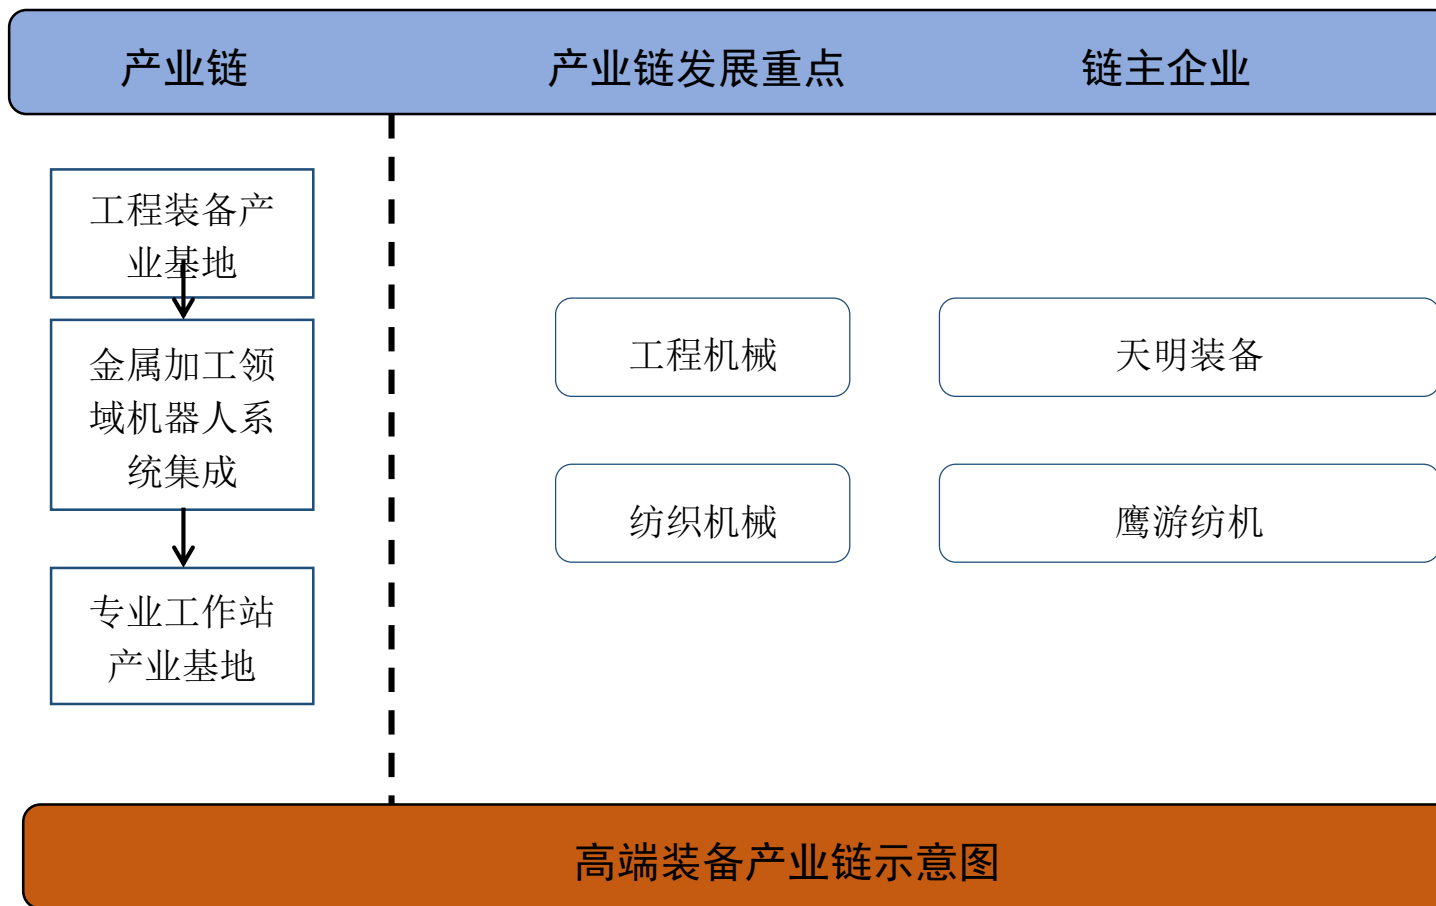 产业链
产业链发展重点
链主企业
工程装备产
业基地
金属加工领
域机器人系
统集成
专业工作站
产业基地
工程机械
天明装备
纺织机械
鹰游纺机
高端装备产业链示意图